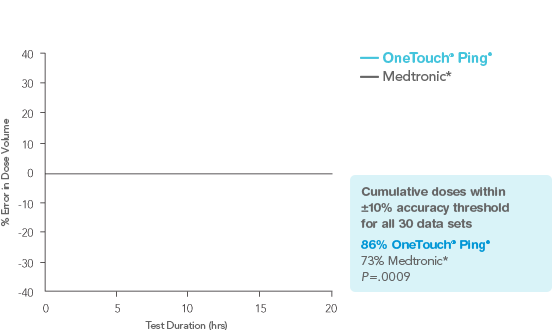 40
30
20
10
0
-10
-20
-30
-40
% Error in Dose Volume
0 5 10 15 20
Test Duration (hrs)
OneTouch® Ping®
Medtronic*
Cumulative doses within
±10% accuracy threshold
for all 30 data sets
86% OneTouch® Ping®
73% Medtronic*
P=.0009